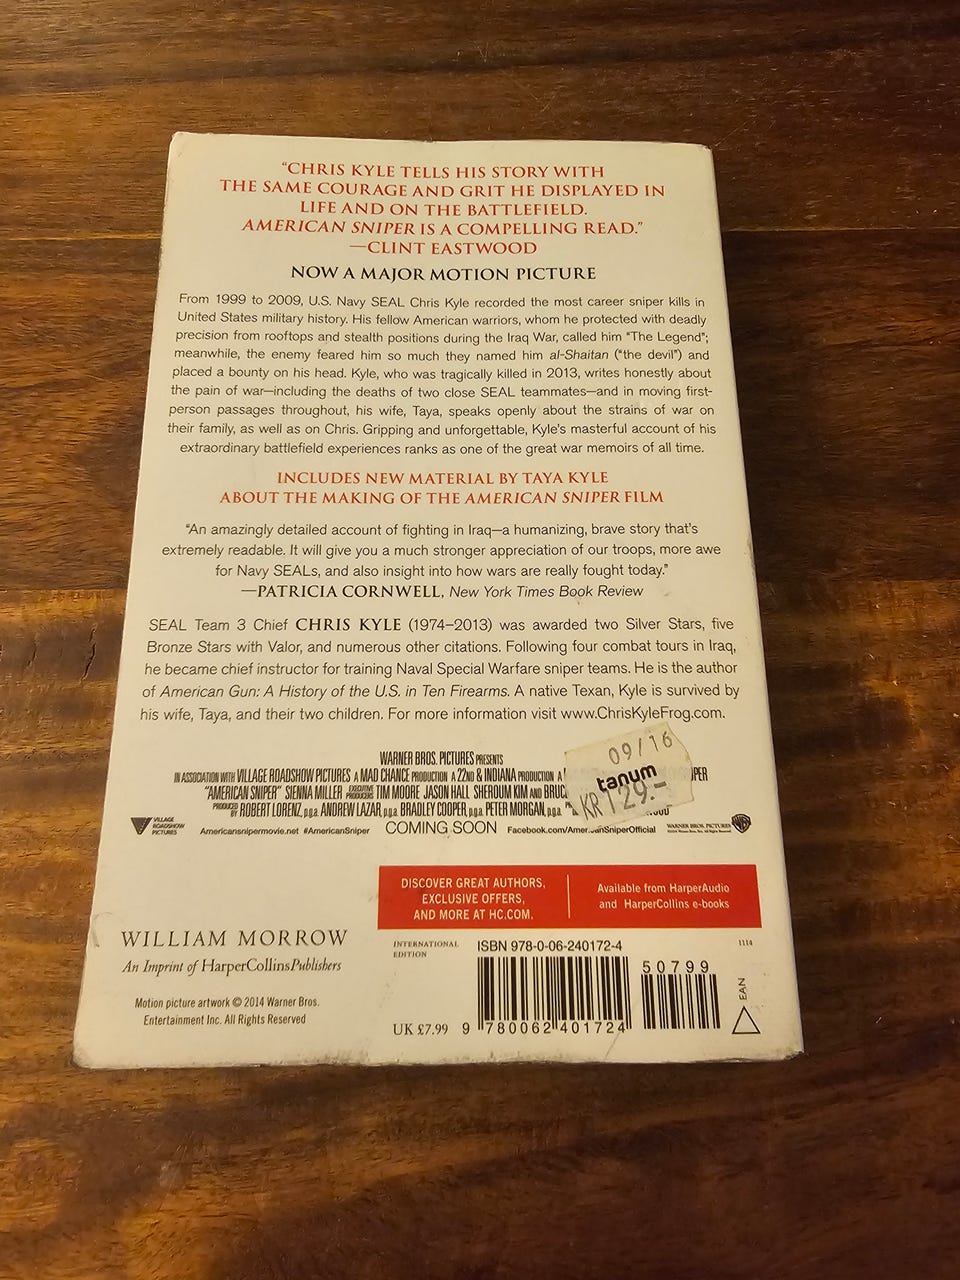 “CHRIS KYLE TELLS HIS STORY WITH
THE SAME COURAGE AND GRIT HE DISPLAYED IN
LIFE AND ON THE BATTLEFIELD.
AMERICAN SNIPER IS A COMPELLING READ.”
—CLINT EASTWOOD
NOW A MAJOR MOTION PICTURE
From 1999 to 2009, U.S. Navy SEAL Chris Kyle recorded the most career sniper kills in
United States military history. His fellow American warriors, whom he protected with deadly
precision from rooftops and stealth positions during the Iraq War, called him “The Legend”;
meanwhile, the enemy feared him so much they named him al-Shaitan (“the devil”) and
placed a bounty on his head. Kyle, who was tragically killed in 2013, writes honestly about
the pain of war—including the deaths of two close SEAL teammates—and in moving first-
person passages throughout, his wife, Taya, speaks openly about the strains of war on
their family, as well as on Chris. Gripping and unforgettable, Kyle’s masterful account of his
extraordinary battlefield experiences ranks as one of the great war memoirs of all time.
INCLUDES NEW MATERIAL BY TAYA KYLE
ABOUT THE MAKING OF THE AMERICAN SNIPER FILM
“An amazingly detailed account of fighting in Iraq—a humanizing, brave story that’s
extremely readable. It will give you a much stronger appreciation of our troops, more awe
for Navy SEALs, and also insight into how wars are really fought today.”
—PATRICIA CORNWELL, New York Times Book Review
SEAL Team 3 Chief CHRIS KYLE (1974–2013) was awarded two Silver Stars, five
Bronze Stars with Valor, and numerous other citations. Following four combat tours in Iraq,
he became chief instructor for training Naval Special Warfare sniper teams. He is the author
of American Gun: A History of the U.S. in Ten Firearms. A native Texan, Kyle is survived by
his wife, Taya, and their two children. For more information visit www.ChrisKyleFrog.com.
09/16
tanum
KR 129.-
WARNER BROS. PICTURES PRESENTS
IN ASSOCIATION WITH VILLAGE ROADSHOW PICTURES A MAD CHANCE PRODUCTION A 22ND & INDIANA PRODUCTION A
"AMERICAN SNIPER" SIENNA MILLER EXECUTIVE PRODUCERS TIM MOORE JASON HALL SHEROUM KIM AND BRUC
PRODUCED BY ROBERT LORENZ, p.g.a. ANDREW LAZAR, p.g.a. BRADLEY COOPER, p.g.a. PETER MORGAN, p.g.a.
VILLAGE ROADSHOW PICTURES
Americansnipermovie.net #AmericanSniper COMING SOON Facebook.com/AmericanSniperOfficial WARNER BROS. PICTURES
DISCOVER GREAT AUTHORS,
EXCLUSIVE OFFERS,
AND MORE AT HC.COM.
Available from HarperAudio
and HarperCollins e-books
WILLIAM MORROW
An Imprint of HarperCollinsPublishers
Motion picture artwork © 2014 Warner Bros.
Entertainment Inc. All Rights Reserved
INTERNATIONAL
EDITION
ISBN 978-0-06-240172-4
1114
50799
EAN
UK £7.99
9 780062 401724